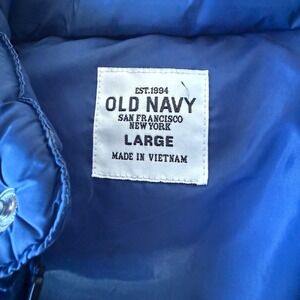 EST.1994
OLD NAVY
SAN FRANCISCO
NEW YORK
LARGE
MADE IN VIETNAM